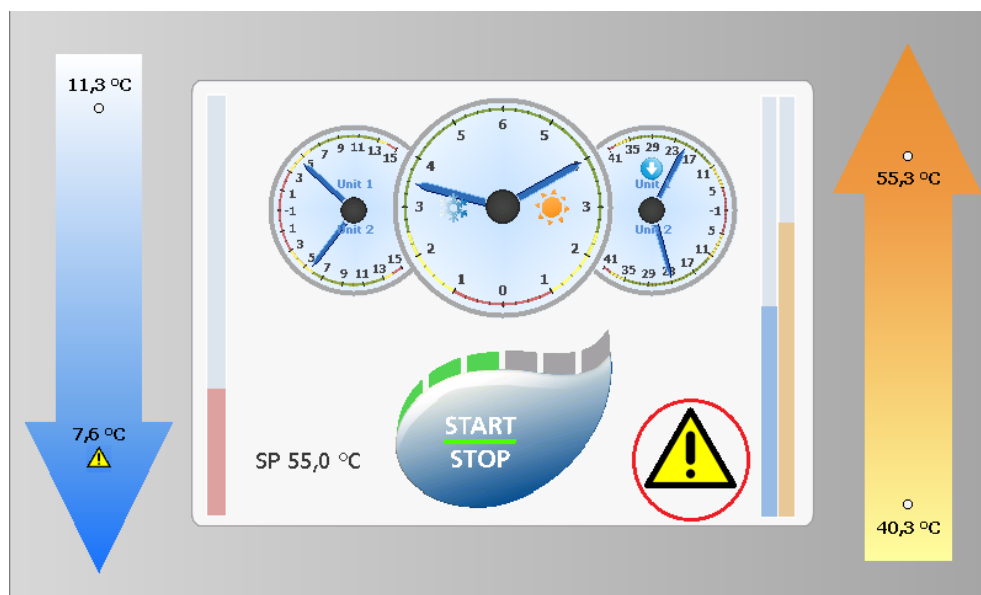 11,3 °C
7,6 °C
3 5 7 9 11 13 15
1
-1
1
3 5 7 9 11 13 15
Unit 1
Unit 2
4 5 6 5
3 3
2 2
1 0 1
41 35 29 23 17
11
5
-1
5
11
41 35 29 23 17
Unit 1
Unit 2
START
STOP
SP 55,0 °C
55,3 °C
40,3 °C